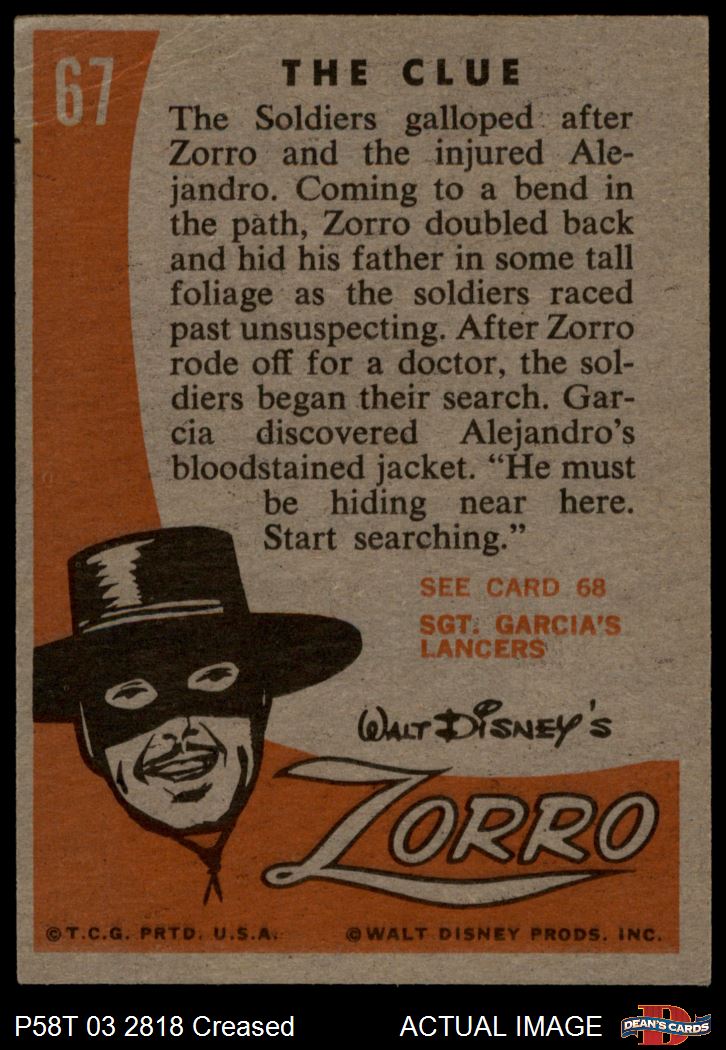 67
THE CLUE
The Soldiers galloped after
Zorro and the injured Ale-
jandro. Coming to a bend in
the path, Zorro doubled back
and hid his father in some tall
foliage as the soldiers raced
past unsuspecting. After Zorro
rode off for a doctor, the sol-
diers began their search. Gar-
cia discovered Alejandro's
bloodstained jacket. “He must
be hiding near here.
Start searching.”
SEE CARD 68
SGT. GARCIA'S
LANCERS
WALT DISNEY'S
ZORRO
©T.C.G. PRTD. U.S.A. ©WALT DISNEY PRODS. INC.
P58T 03 2818 Creased ACTUAL IMAGE
D
DEAN'S CARDS